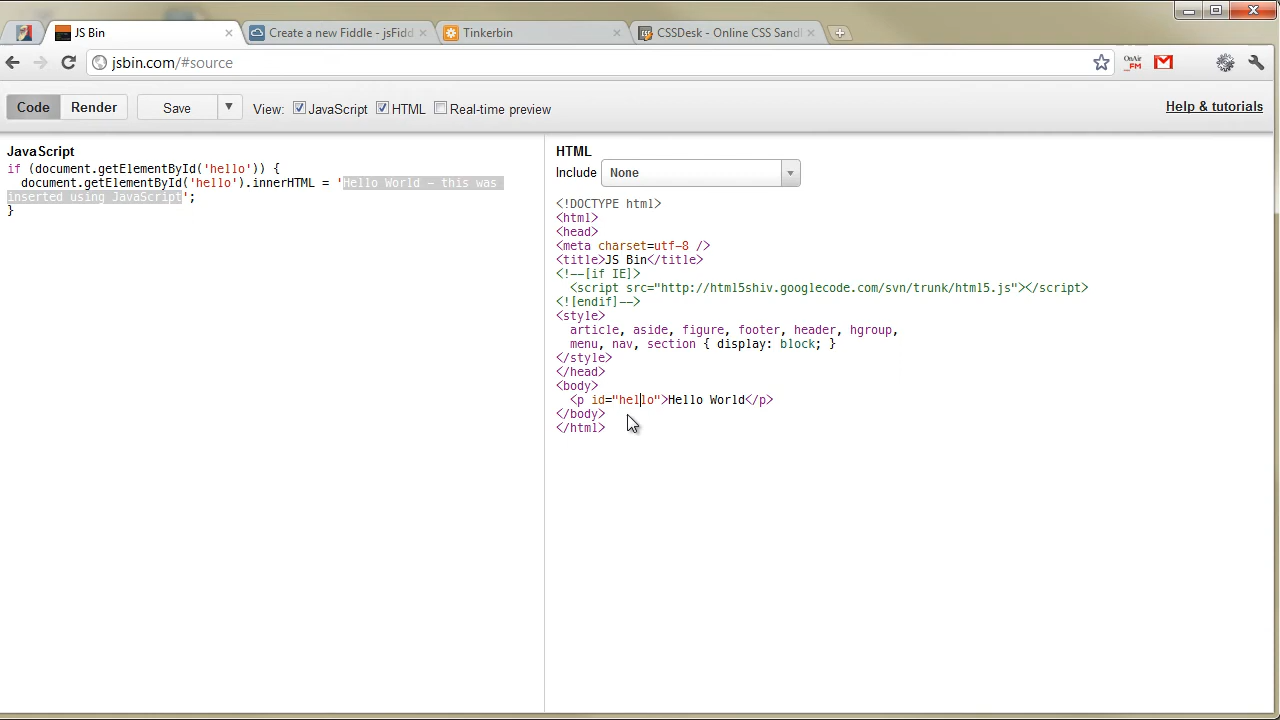 JS Bin
Create a new Fiddle - jsFidd
Tinkerbin
CSSDesk - Online CSS Sandl
jsbin.com/#source
OnAir
FM
Code
Render
Save
View:
JavaScript
HTML
Real-time preview
Help & tutorials
JavaScript
if (document.getElementById('hello')) {
document.getElementById('hello').innerHTML = 'Hello World - this was
inserted using JavaScript';
}
HTML
Include
None
<!DOCTYPE html>
<html>
<head>
<meta charset=utf-8 />
<title>JS Bin</title>
<!--[if IE]>
<script src="http://html5shiv.googlecode.com/svn/trunk/html5.js"></script>
<![endif]-->
<style>
article, aside, figure, footer, header, hgroup,
menu, nav, section { display: block; }
</style>
</head>
<body>
<p id="hello">Hello World</p>
</body>
</html>